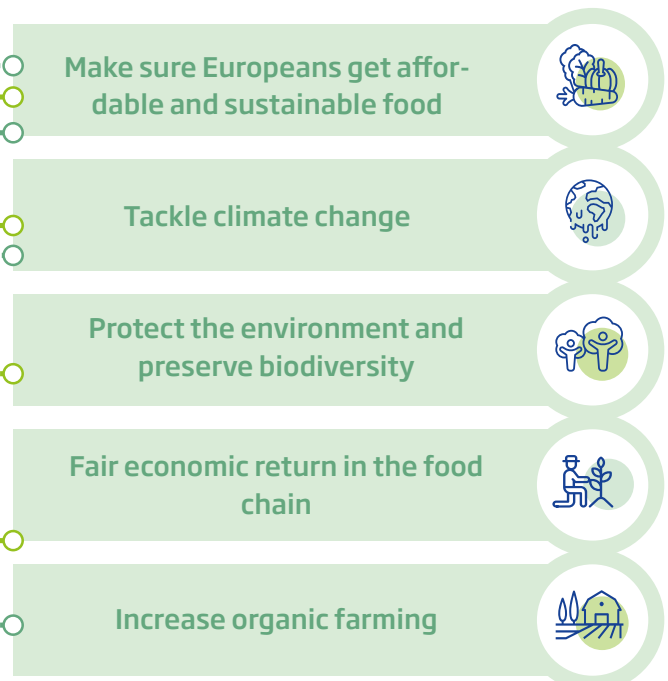 Make sure Europeans get affor-
dable and sustainable food
Tackle climate change
Protect the environment and
preserve biodiversity
Fair economic return in the food
chain
Increase organic farming